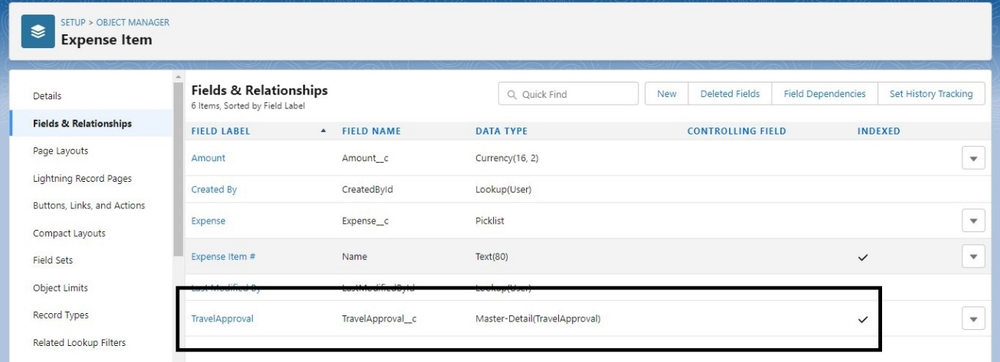 SETUP > OBJECT MANAGER
Expense Item
Details
Fields & Relationships
Page Layouts
Lightning Record Pages
Buttons, Links, and Actions
Compact Layouts
Field Sets
Object Limits
Record Types
Related Lookup Filters
Fields & Relationships
6 Items, Sorted by Field Label
Quick Find
New
Deleted Fields
Field Dependencies
Set History Tracking
FIELD LABEL FIELD NAME DATA TYPE CONTROLLING FIELD INDEXED
Amount Amount__c Currency(16, 2)
Created By CreatedById Lookup(User)
Expense Expense__c Picklist
Expense Item # Name Text(80)
Last Modified By LastModifiedById Lookup(User)
TravelApproval TravelApproval__c Master-Detail(TravelApproval)